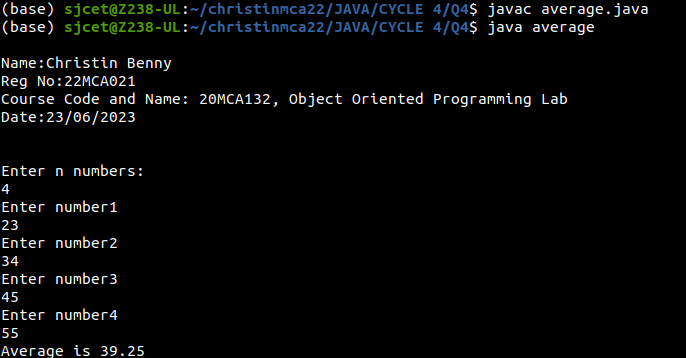 (base) sjcet@Z238-UL:~/christinmca22/JAVA/CYCLE 4/Q4$ javac average.java
(base) sjcet@Z238-UL:~/christinmca22/JAVA/CYCLE 4/Q4$ java average
Name:Christin Benny
Reg No:22MCA021
Course Code and Name: 20MCA132, Object Oriented Programming Lab
Date:23/06/2023
Enter n numbers:
4
Enter number1
23
Enter number2
34
Enter number3
45
Enter number4
55
Average is 39.25